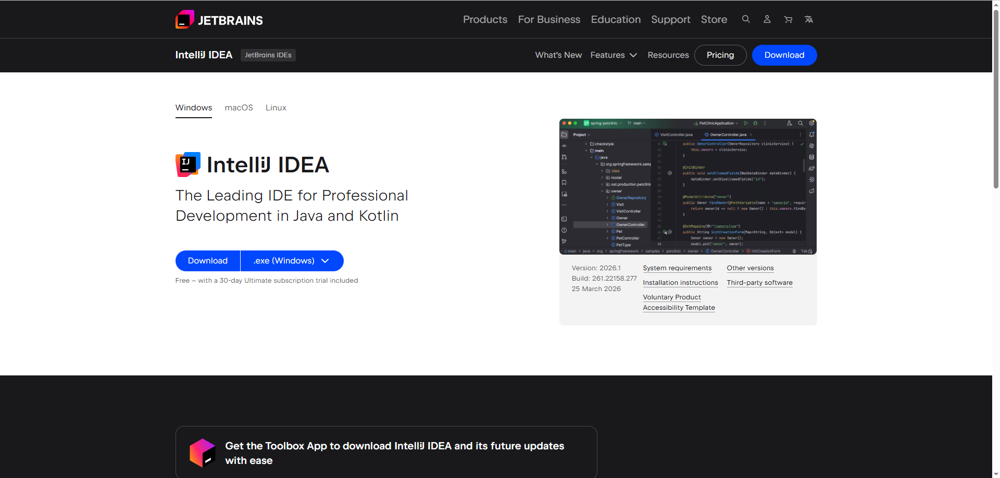 JETBRAINS
Products For Business Education Support Store
IntelliJ IDEA JetBrains IDEs
What's New Features Resources Pricing Download
Windows macOS Linux
IntelliJ IDEA
The Leading IDE for Professional
Development in Java and Kotlin
Download .exe (Windows)
Free – with a 30-day Ultimate subscription trial included
SP spring-petclinic main PetClinicApplication
Project
checkstyle
main
java
org.springframework.samp
.idea
model
out.production.petclinic
owner
OwnerRepository
Visit
VisitController
Owner
OwnerController
Pet
PetController
PetType
VisitController.java OwnerController.java
public OwnerController(OwnerRepository clinicService) {
this.owners = clinicService;
}
@InitBinder
public void setAllowedFields(WebDataBinder dataBinder) {
dataBinder.setDisallowedFields("id");
}
@ModelAttribute("owner")
public Owner findOwner(@PathVariable(name = "ownerId", requir
return ownerId == null ? new Owner() : this.owners.findBy
}
@GetMapping("/owners/new")
public String initCreationForm(Map<String, Object> model) {
Owner owner = new Owner();
68 model.put("owner", owner);
main > java > org > springframework > samples > petclinic > owner > OwnerController > initCreationForm Tab
Version: 2026.1
Build: 261.22158.277
25 March 2026
System requirements
Installation instructions
Voluntary Product
Accessibility Template
Other versions
Third-party software
Get the Toolbox App to download IntelliJ IDEA and its future updates
with ease